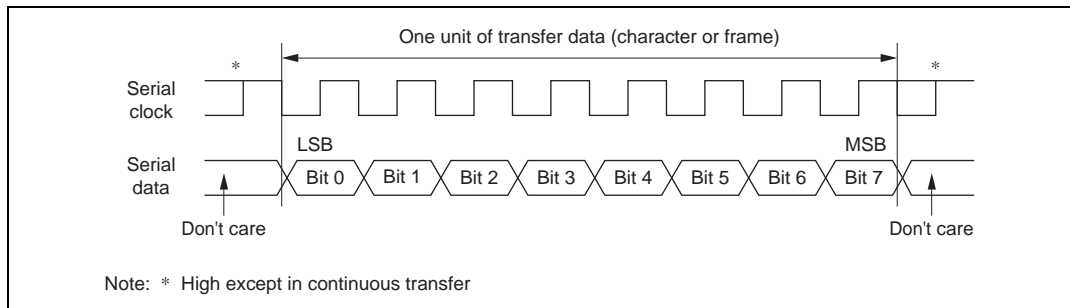 One unit of transfer data (character or frame)
* *
Serial
clock
LSB MSB
Serial
data
Bit 0 Bit 1 Bit 2 Bit 3 Bit 4 Bit 5 Bit 6 Bit 7
Don't care Don't care
Note: * High except in continuous transfer